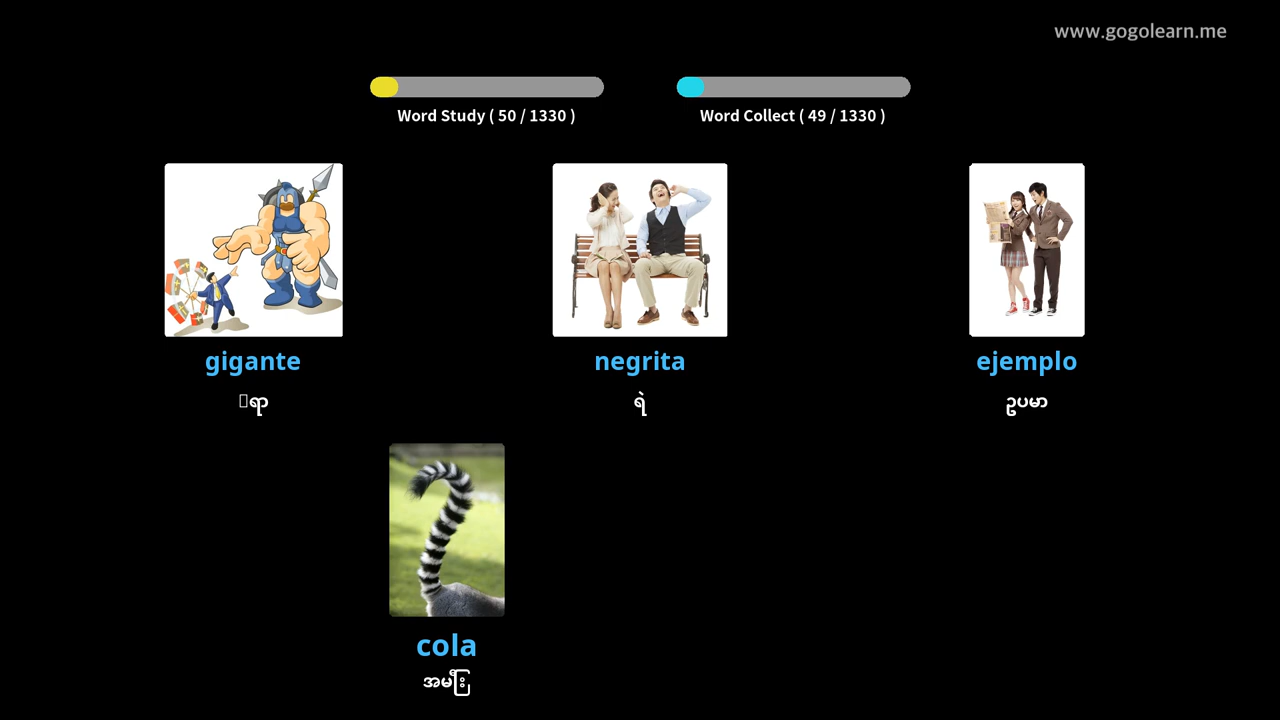 www.gogolearn.me
Word Study ( 50 / 1330 )
Word Collect ( 49 / 1330 )
gigante
negrita
ejemplo
ရာ
ရဲ
ဥပမာ
cola
အမြီး